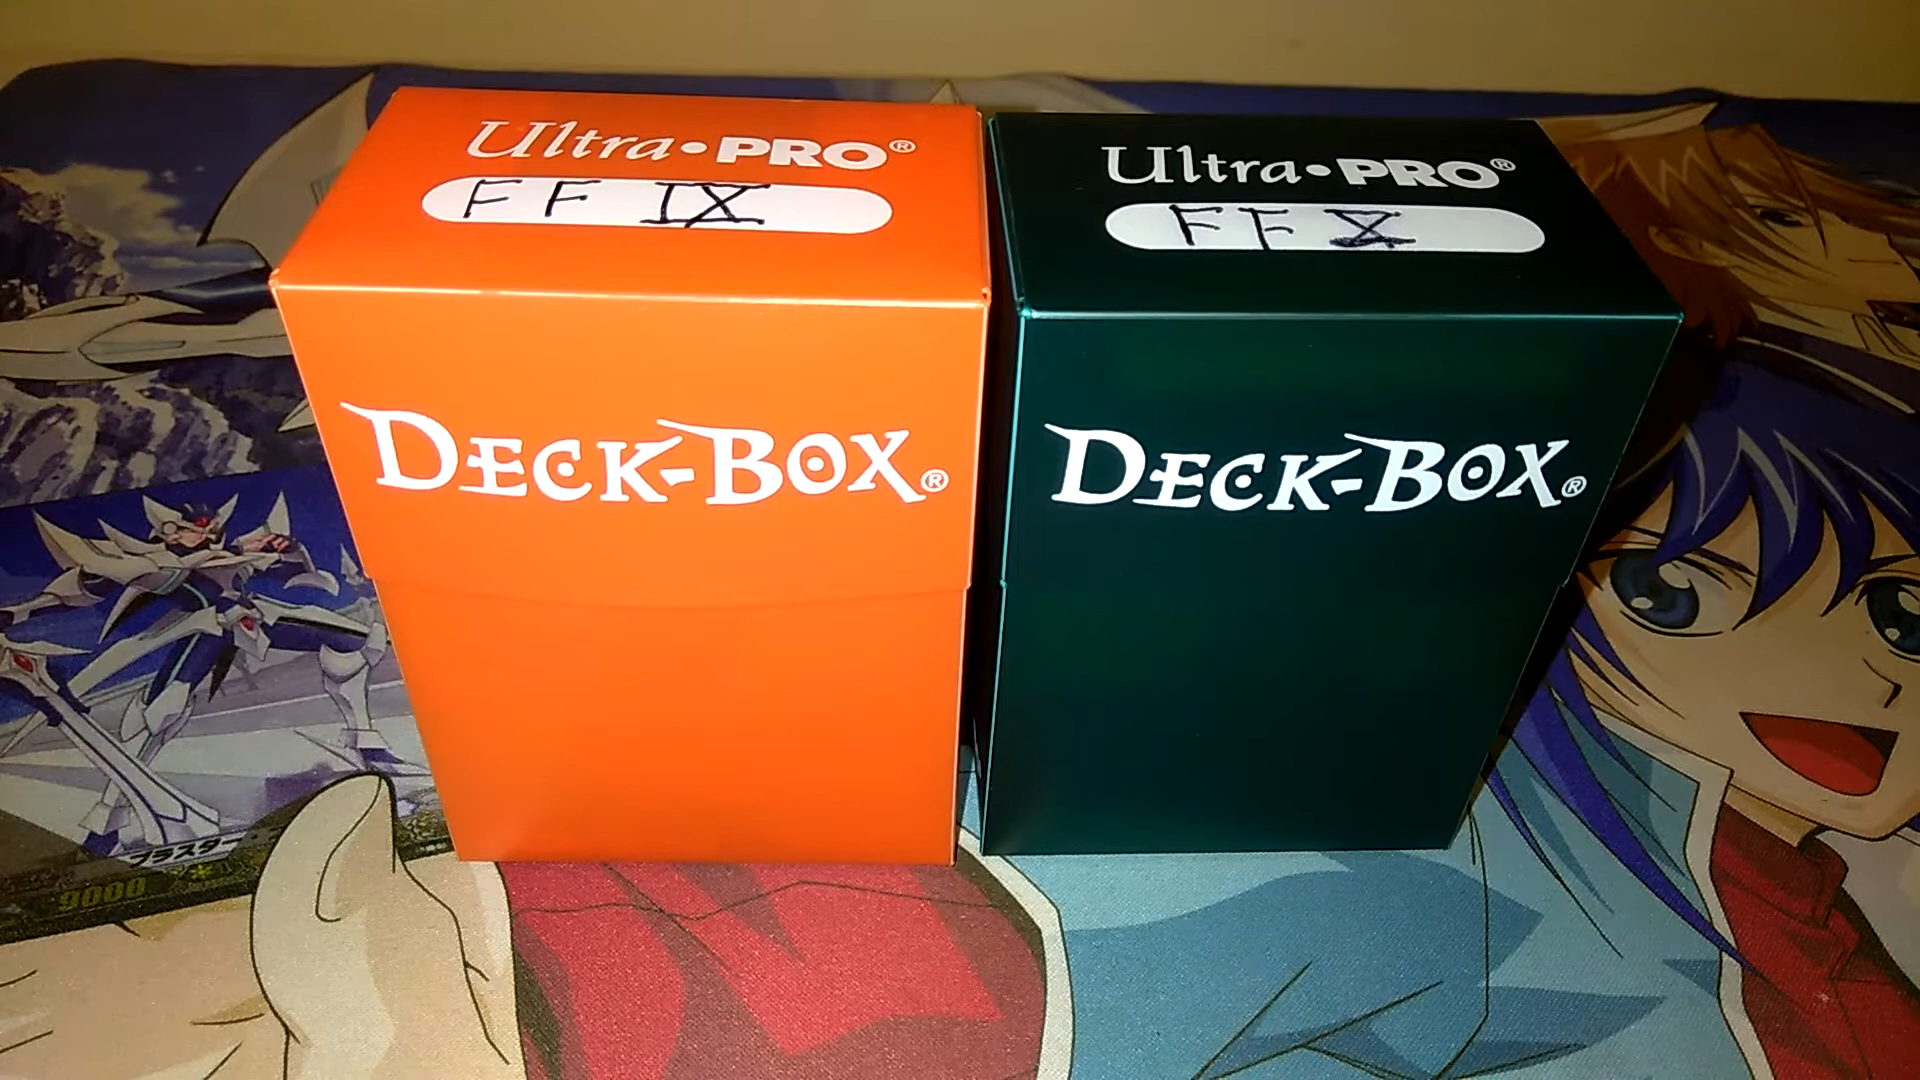 Ultra•PRO®
FF IX
DECK-BOX®
Ultra•PRO®
FF X
DECK-BOX®
ブラスター
9000